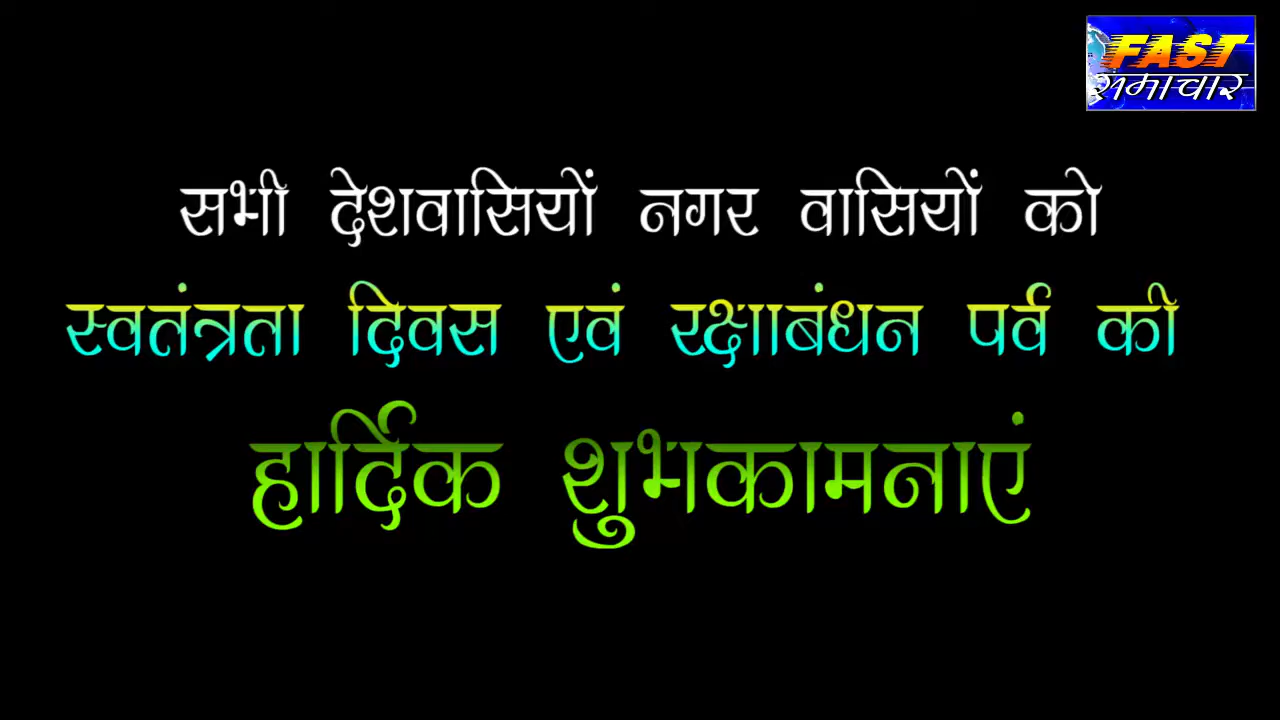 FAST
समाचार
सभी देशवासियों नगर वासियों को
स्वतंत्रता दिवस एवं रक्षाबंधन पर्व की
हार्दिक शुभकामनाएं